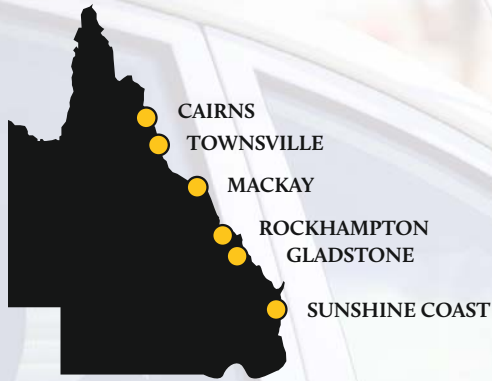 CAIRNS
TOWNSVILLE
MACKAY
ROCKHAMPTON
GLADSTONE
SUNSHINE COAST